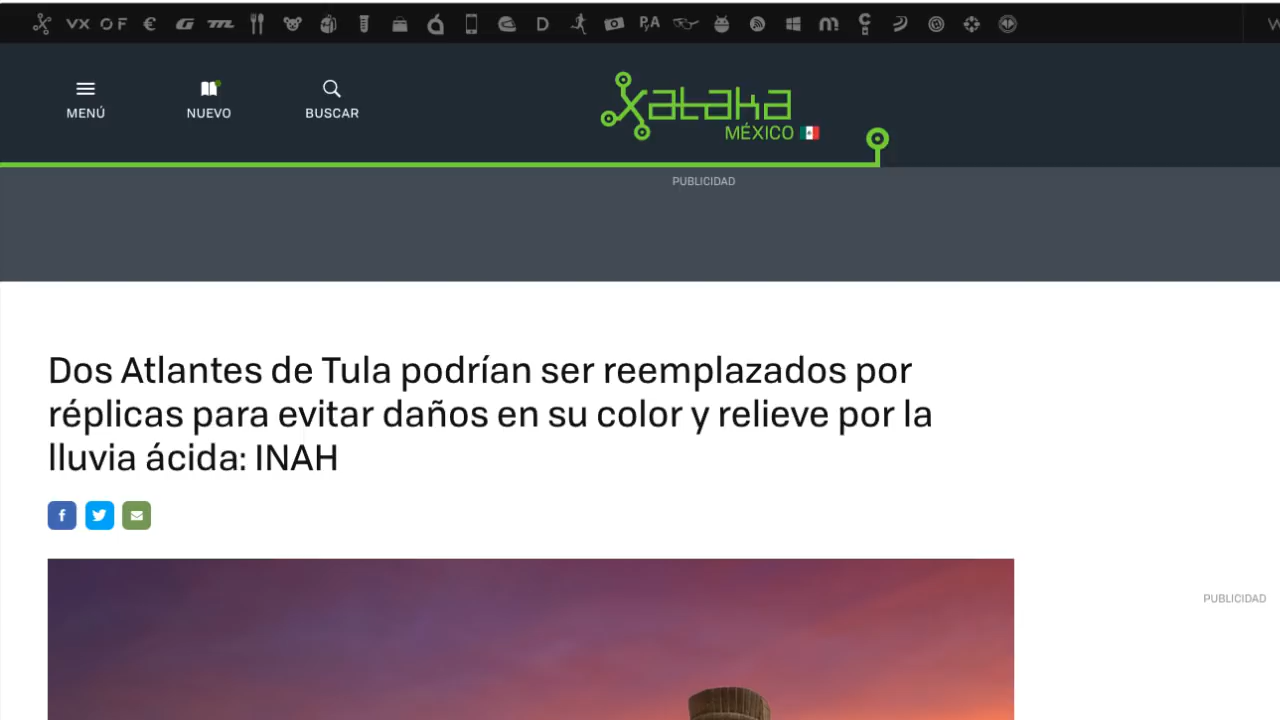 VX O F € G D P,A
MENÚ NUEVO BUSCAR
xataka
MÉXICO
PUBLICIDAD
Dos Atlantes de Tula podrían ser reemplazados por
réplicas para evitar daños en su color y relieve por la
lluvia ácida: INAH
PUBLICIDAD